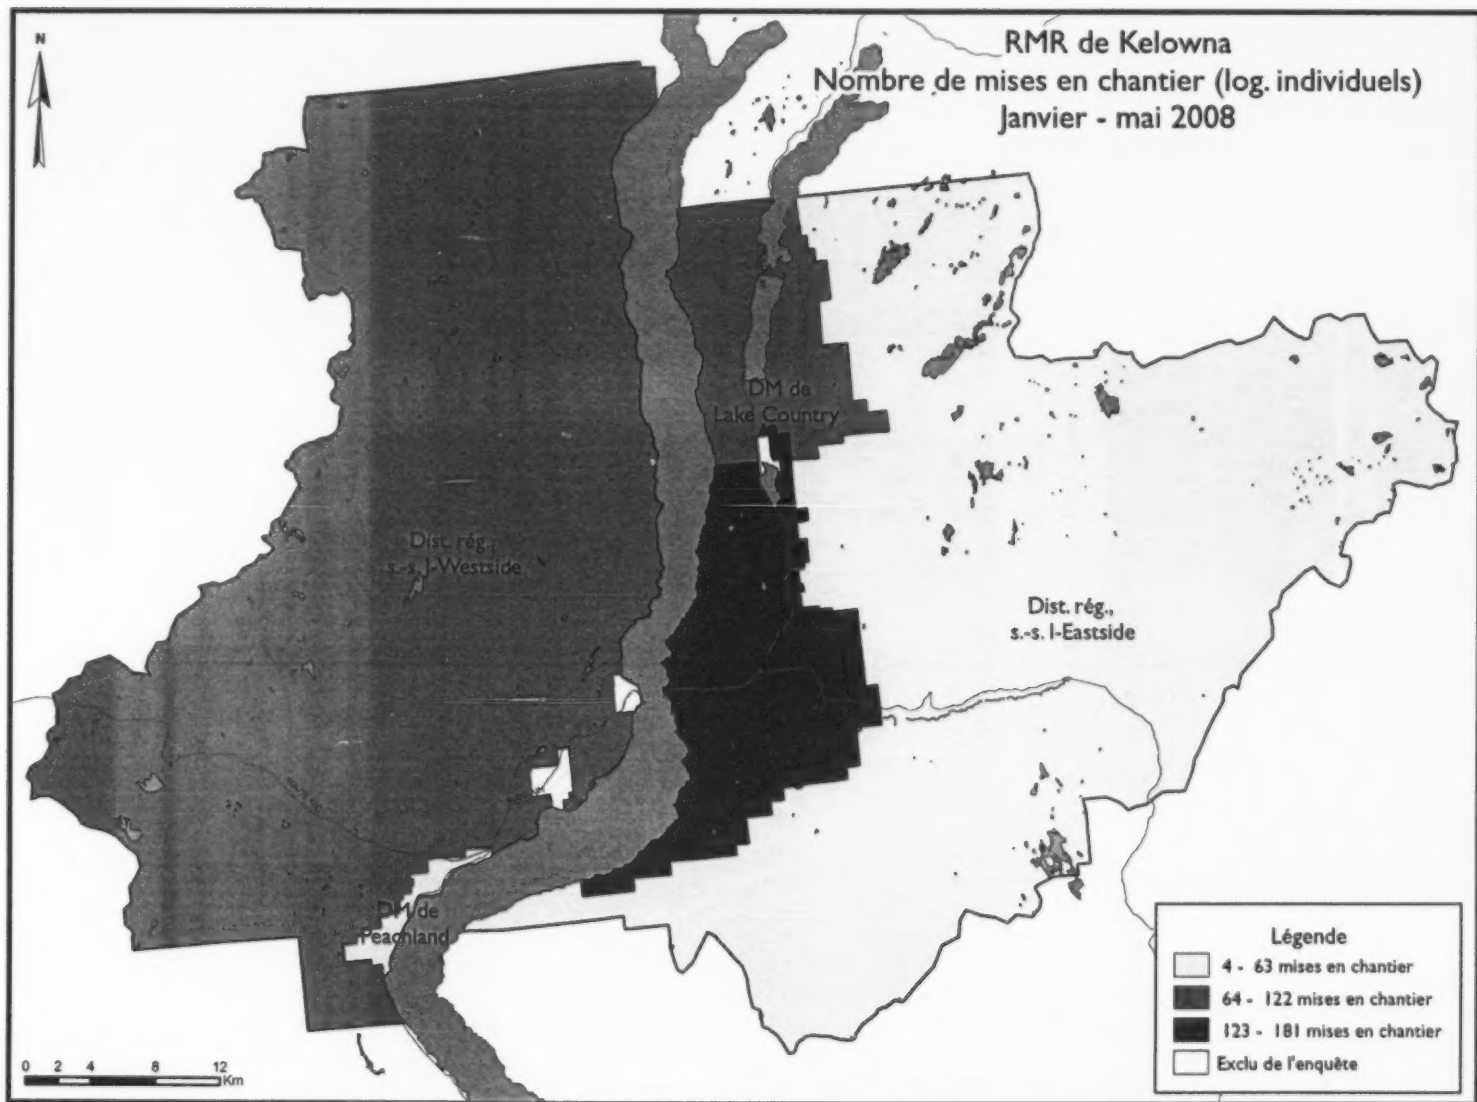 N
RMR de Kelowna
Nombre de mises en chantier (log. individuels)
Janvier - mai 2008
DM de
Lake Country
Dist. rég.,
s.-s. J-Westside
Dist. rég.,
s.-s. I-Eastside
DM de
Peachland
Légende
4 - 63 mises en chantier
64 - 122 mises en chantier
123 - 181 mises en chantier
Exclu de l'enquête
0 2 4 8 12
Km